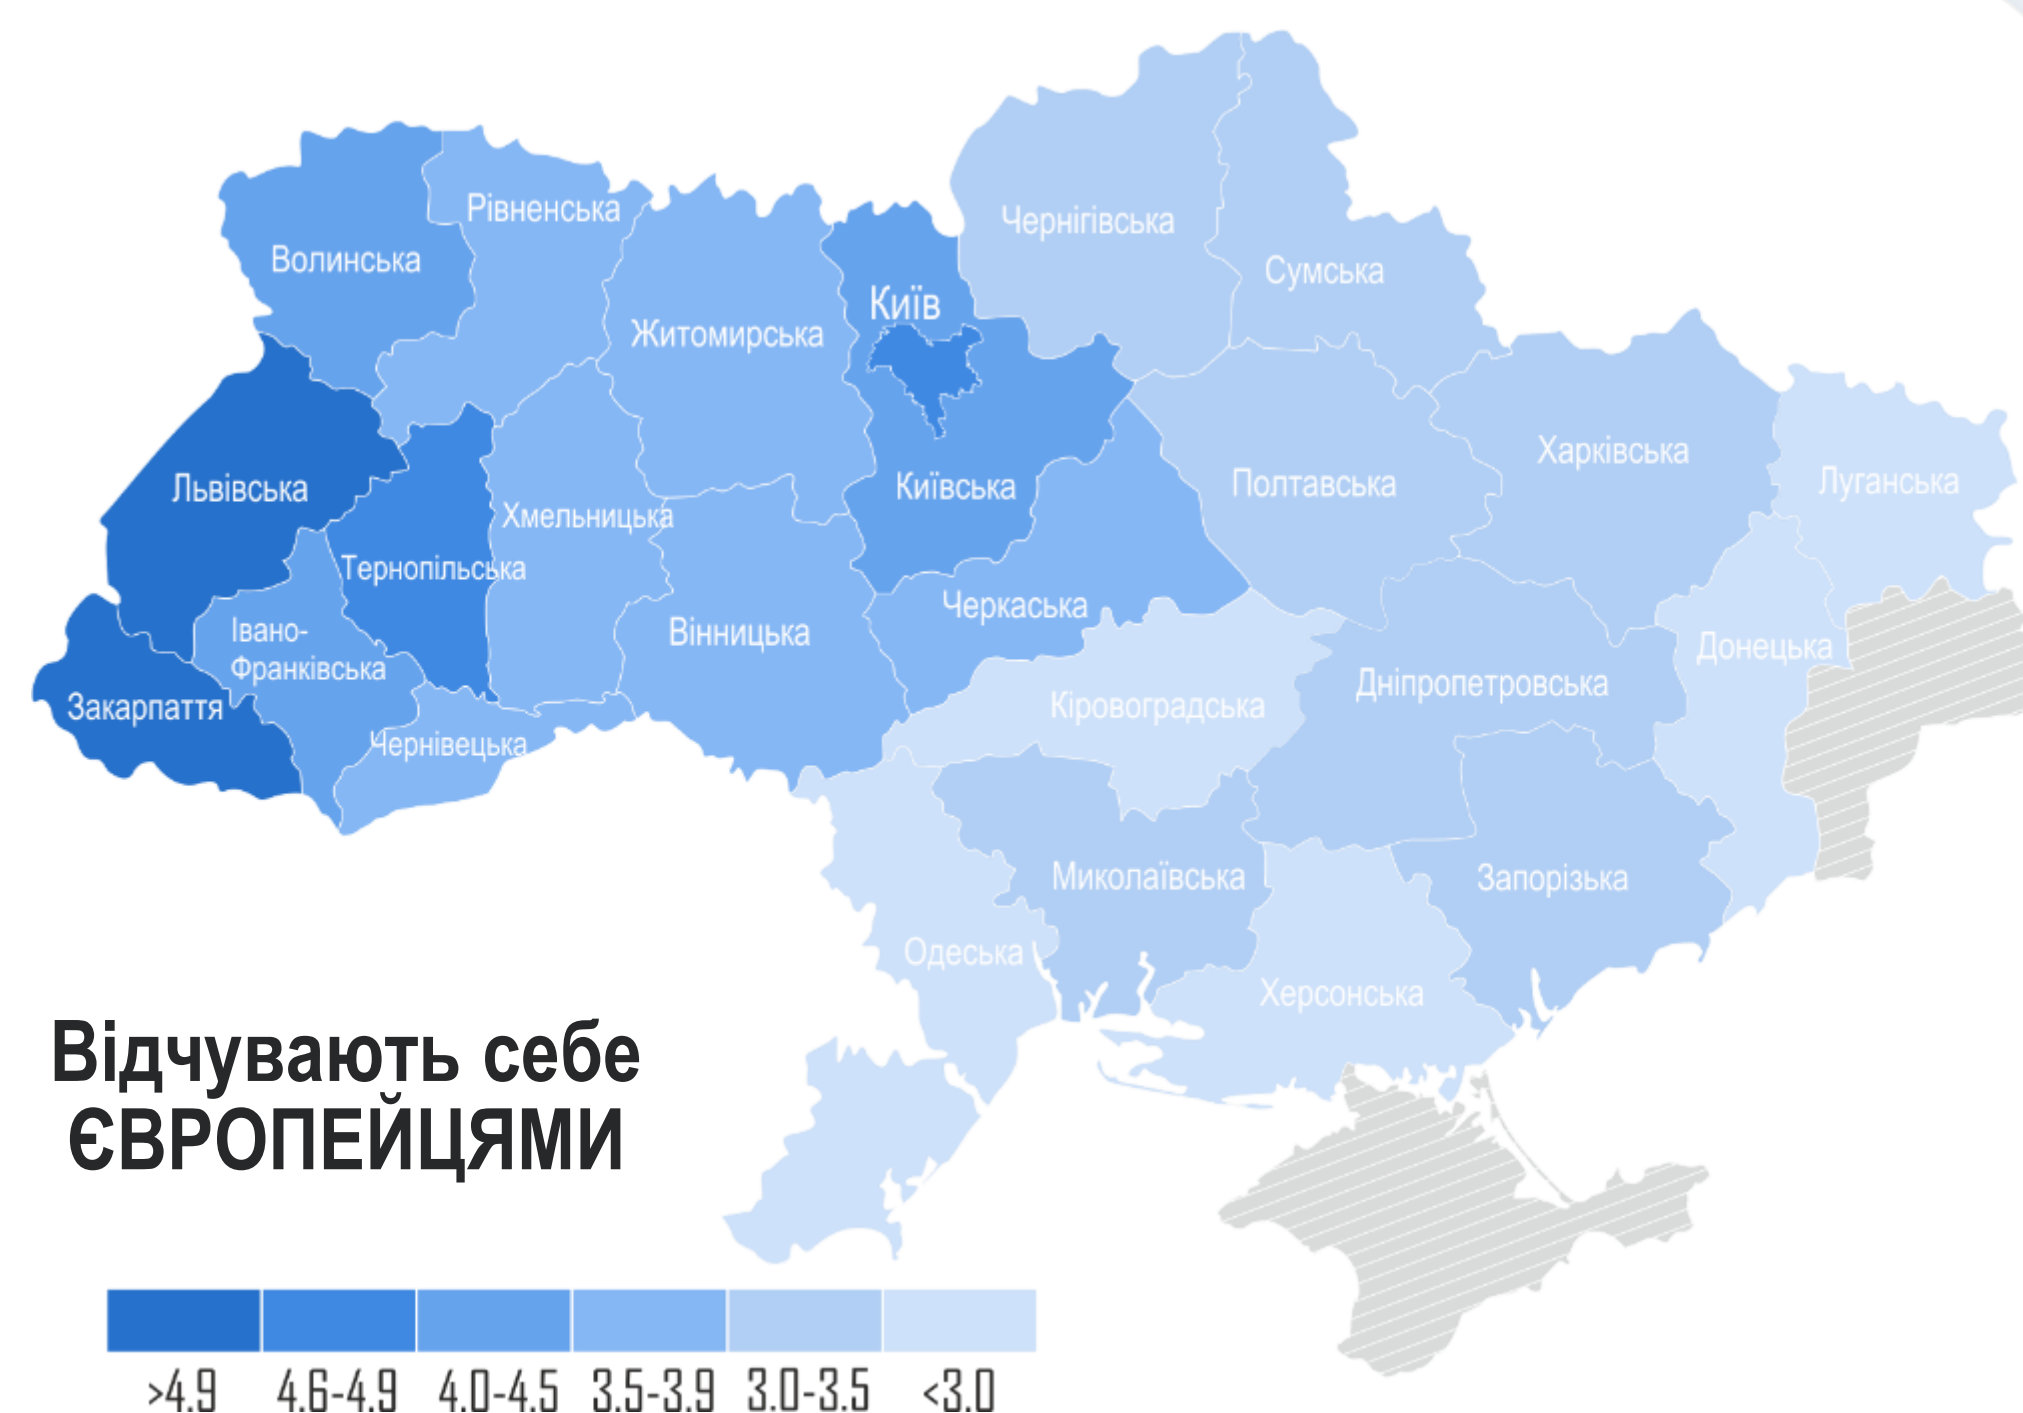 Рівненська
Чернігівська
Волинська
Сумська
Київ
Житомирська
Харківська
Львівська
Київська
Полтавська
Луганська
Хмельницька
Тернопільська
Черкаська
Івано-
Франківська
Вінницька
Донецька
Дніпропетровська
Закарпаття
Кіровоградська
Чернівецька
Миколаївська
Запорізька
Одеська
Херсонська
Відчувають себе
ЄВРОПЕЙЦЯМИ
>4.9 4.6-4.9 4.0-4.5 3.5-3.9 3.0-3.5 <3.0